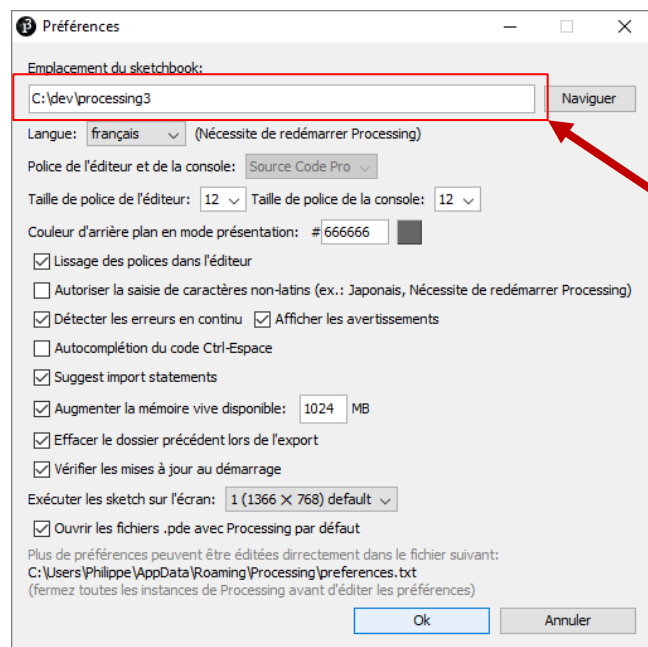 Préférences
Emplacement du sketchbook:
C:\dev\processing3 Naviguer
Langue: français (Nécessite de redémarrer Processing)
Police de l'éditeur et de la console: Source Code Pro
Taille de police de l'éditeur: 12 Taille de police de la console: 12
Couleur d'arrière plan en mode présentation: #666666
Lissage des polices dans l'éditeur
Autoriser la saisie de caractères non-latins (ex.: Japonais, Nécessite de redémarrer Processing)
Détecter les erreurs en continu Afficher les avertissements
Autocomplétion du code Ctrl-Espace
Suggest import statements
Augmenter la mémoire vive disponible: 1024 MB
Effacer le dossier précédent lors de l'export
Vérifier les mises à jour au démarrage
Exécuter les sketch sur l'écran: 1 (1366 × 768) default
Ouvrir les fichiers .pde avec Processing par défaut
Plus de préférences peuvent être éditées dirrectement dans le fichier suivant:
C:\Users\Philippe\AppData\Roaming\Processing\preferences.txt
(fermez toutes les instances de Processing avant d'éditer les préférences)
Ok Annuler